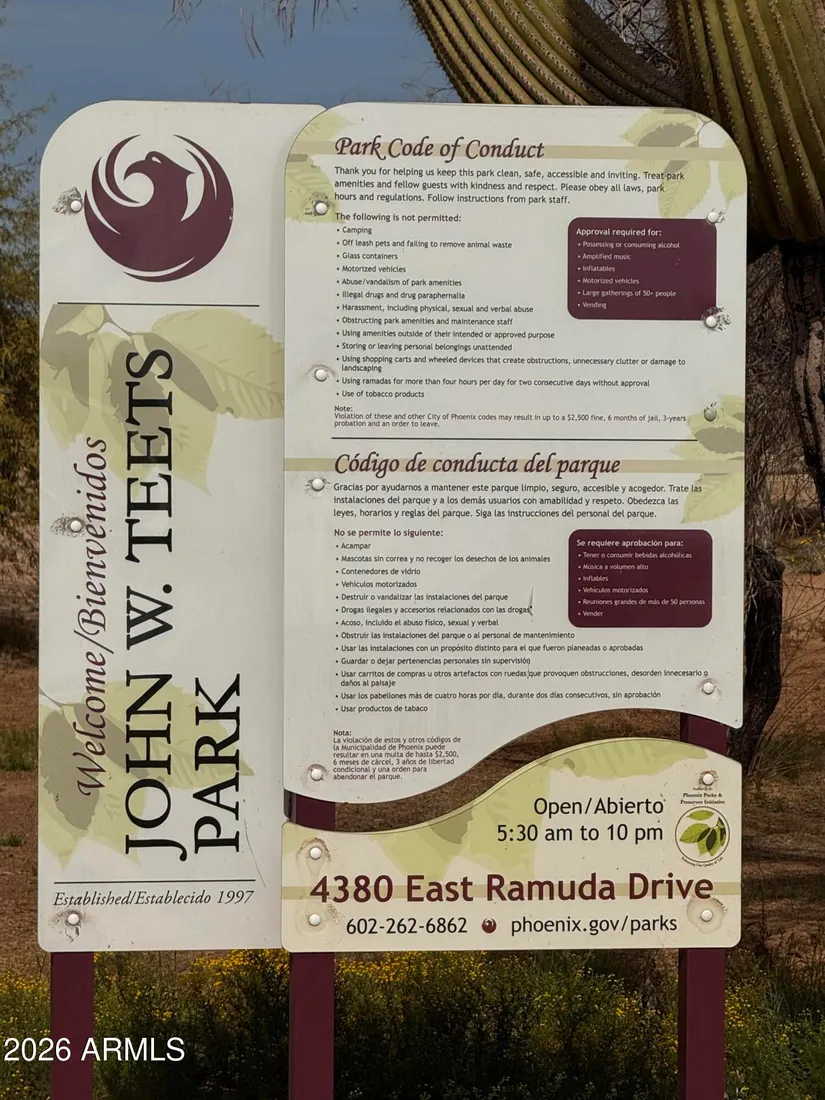 Welcome/Bienvenidos
JOHN W. TEETS
PARK
Established/Establecido 1997
Park Code of Conduct
Thank you for helping us keep this park clean, safe, accessible and inviting. Treat park
amenities and fellow guests with kindness and respect. Please obey all laws, park
hours and regulations. Follow instructions from park staff.
The following is not permitted:
• Camping
• Off leash pets and failing to remove animal waste
• Glass containers
• Motorized vehicles
• Abuse/vandalism of park amenities
• Illegal drugs and drug paraphernalia
• Harassment, including physical, sexual and verbal abuse
• Obstructing park amenities and maintenance staff
• Using amenities outside of their intended or approved purpose
• Storing or leaving personal belongings unattended
• Using shopping carts and wheeled devices that create obstructions, unnecessary clutter or damage to
landscaping
• Using ramadas for more than four hours per day for two consecutive days without approval
• Use of tobacco products
Approval required for:
• Possessing or consuming alcohol
• Amplified music
• Inflatables
• Motorized vehicles
• Large gatherings of 50+ people
• Vending
Note:
Violation of these and other City of Phoenix codes may result in up to a $2,500 fine, 6 months of jail, 3-years
probation and an order to leave.
Código de conducta del parque
Gracias por ayudarnos a mantener este parque limpio, seguro, accesible y acogedor. Trate las
instalaciones del parque y a los demás usuarios con amabilidad y respeto. Obedezca las
leyes, horarios y reglas del parque. Siga las instrucciones del personal del parque.
No se permite lo siguiente:
• Acampar
• Mascotas sin correa y no recoger los desechos de los animales
• Contenedores de vidrio
• Vehículos motorizados
• Destruir o vandalizar las instalaciones del parque
• Drogas ilegales y accesorios relacionados con las drogas
• Acoso, incluido el abuso físico, sexual y verbal
• Obstruir las instalaciones del parque o al personal de mantenimiento
• Usar las instalaciones con un propósito distinto para el que fueron planeadas o aprobadas
• Guardar o dejar pertenencias personales sin supervisión
• Usar carritos de compras u otros artefactos con ruedas que provoquen obstrucciones, desorden innecesario o
daños al paisaje
• Usar los pabellones más de cuatro horas por día, durante dos días consecutivos, sin aprobación
• Usar productos de tabaco
Se requiere aprobación para:
• Tener o consumir bebidas alcohólicas
• Música a volumen alto
• Inflables
• Vehículos motorizados
• Reuniones grandes de más de 50 personas
• Vender
Nota:
La violación de estos y otros códigos de
la Municipalidad de Phoenix puede
resultar en una multa de hasta $2,500,
6 meses de cárcel, 3 años de libertad
condicional y una orden para
abandonar el parque.
Open/Abierto
5:30 am to 10 pm
Phoenix Parks &
Preserves Initiative
4380 East Ramuda Drive
602-262-6862 phoenix.gov/parks
2026 ARMLS